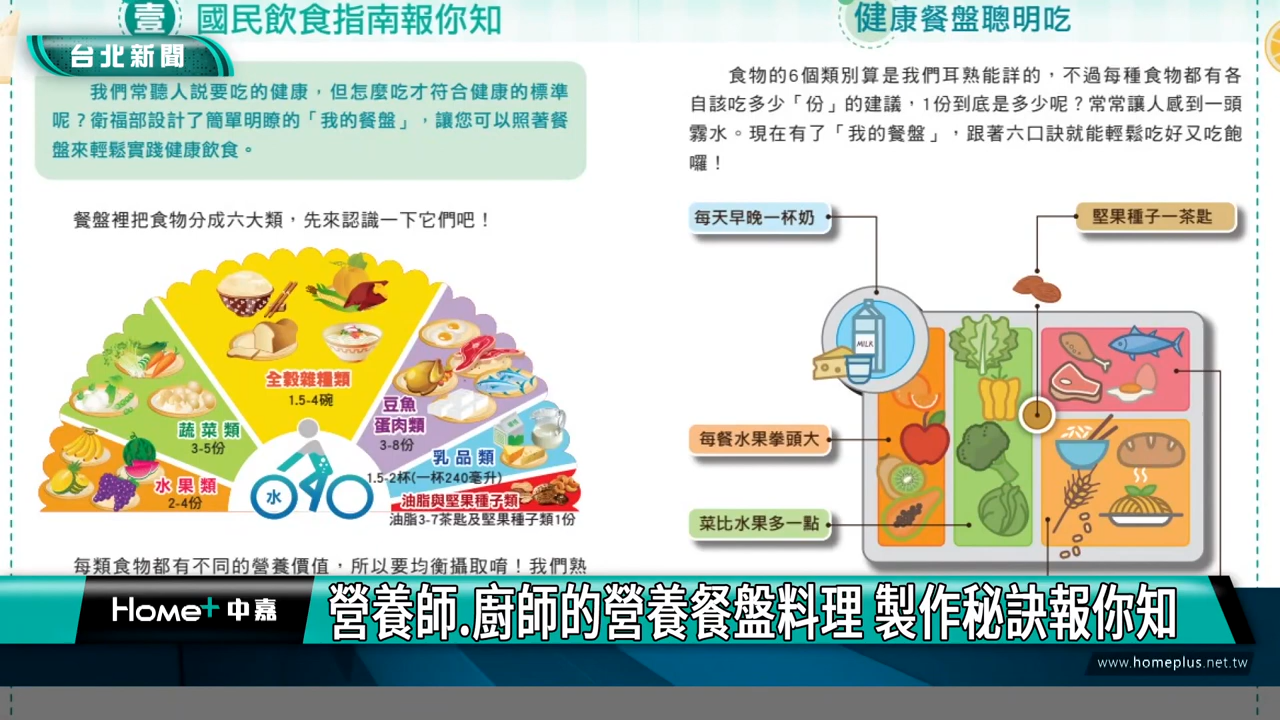 壹 國民飲食指南報你知
台北新聞
我們常聽人說要吃的健康，但怎麼吃才符合健康的標準
呢？衛福部設計了簡單明瞭的「我的餐盤」，讓您可以照著餐
盤來輕鬆實踐健康飲食。
餐盤裡把食物分成六大類，先來認識一下它們吧！
全穀雜糧類
1.5-4碗
蔬菜類
3-5份
豆魚
蛋肉類
3-8份
水果類
2-4份
乳品類
1.5-2杯(一杯240毫升)
油脂與堅果種子類
油脂3-7茶匙及堅果種子類1份
水
每類食物都有不同的營養價值，所以要均衡攝取唷！我們熟
健康餐盤聰明吃
食物的6個類別算是我們耳熟能詳的，不過每種食物都有各
自該吃多少「份」的建議，1份到底是多少呢？常常讓人感到一頭
霧水。現在有了「我的餐盤」，跟著六口訣就能輕鬆吃好又吃飽
囉！
每天早晚一杯奶
堅果種子一茶匙
MILK
每餐水果拳頭大
菜比水果多一點
Home+中嘉
營養師.廚師的營養餐盤料理 製作秘訣報你知
www.homeplus.net.tw